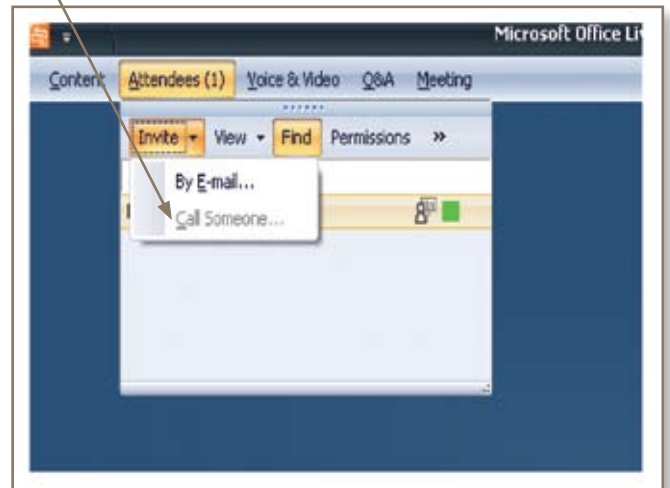 Microsoft Office Li
Content Attendees (1) Voice & Video Q&A Meeting
Invite View Find Permissions »
By E-mail...
Call Someone...